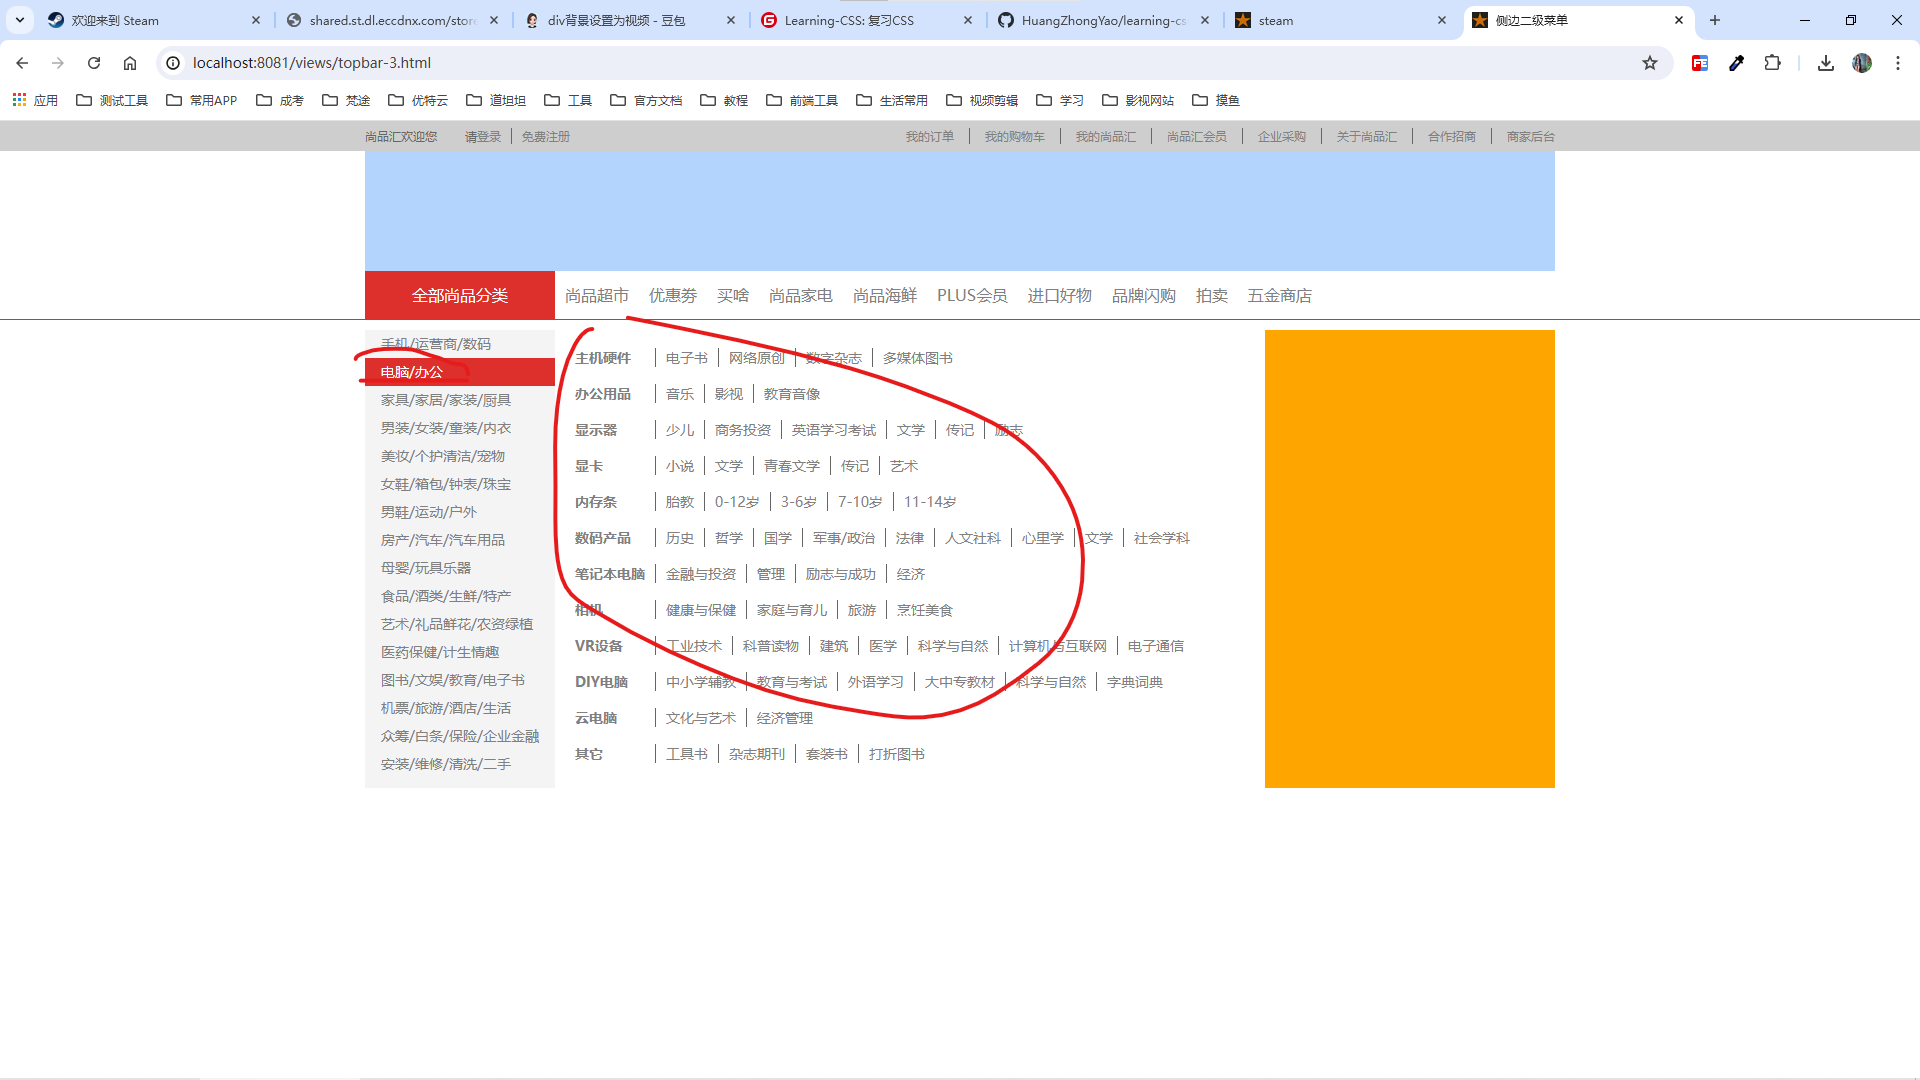 欢迎来到 Steam
shared.st.dl.eccdnx.com/store
div背景设置为视频 - 豆包
Learning-CSS: 复习CSS
HuangZhongYao/learning-cs
steam
侧边二级菜单
localhost:8081/views/topbar-3.html
应用 测试工具 常用APP 成考 梵途 优特云 道坦坦 工具 官方文档 教程 前端工具 生活常用 视频剪辑 学习 影视网站 摸鱼
尚品汇欢迎您 请登录 免费注册 我的订单 我的购物车 我的尚品汇 尚品汇会员 企业采购 关于尚品汇 合作招商 商家后台
全部尚品分类 尚品超市 优惠劵 买啥 尚品家电 尚品海鲜 PLUS会员 进口好物 品牌闪购 拍卖 五金商店
手机/运营商/数码
电脑/办公
家具/家居/家装/厨具
男装/女装/童装/内衣
美妆/个护清洁/宠物
女鞋/箱包/钟表/珠宝
男鞋/运动/户外
房产/汽车/汽车用品
母婴/玩具乐器
食品/酒类/生鲜/特产
艺术/礼品鲜花/农资绿植
医药保健/计生情趣
图书/文娱/教育/电子书
机票/旅游/酒店/生活
众筹/白条/保险/企业金融
安装/维修/清洗/二手
主机硬件 电子书 网络原创 数字杂志 多媒体图书
办公用品 音乐 影视 教育音像
显示器 少儿 商务投资 英语学习考试 文学 传记 励志
显卡 小说 文学 青春文学 传记 艺术
内存条 胎教 0-12岁 3-6岁 7-10岁 11-14岁
数码产品 历史 哲学 国学 军事/政治 法律 人文社科 心里学 文学 社会学科
笔记本电脑 金融与投资 管理 励志与成功 经济
相机 健康与保健 家庭与育儿 旅游 烹饪美食
VR设备 工业技术 科普读物 建筑 医学 科学与自然 计算机与互联网 电子通信
DIY电脑 中小学辅教 教育与考试 外语学习 大中专教材 科学与自然 字典词典
云电脑 文化与艺术 经济管理
其它 工具书 杂志期刊 套装书 打折图书